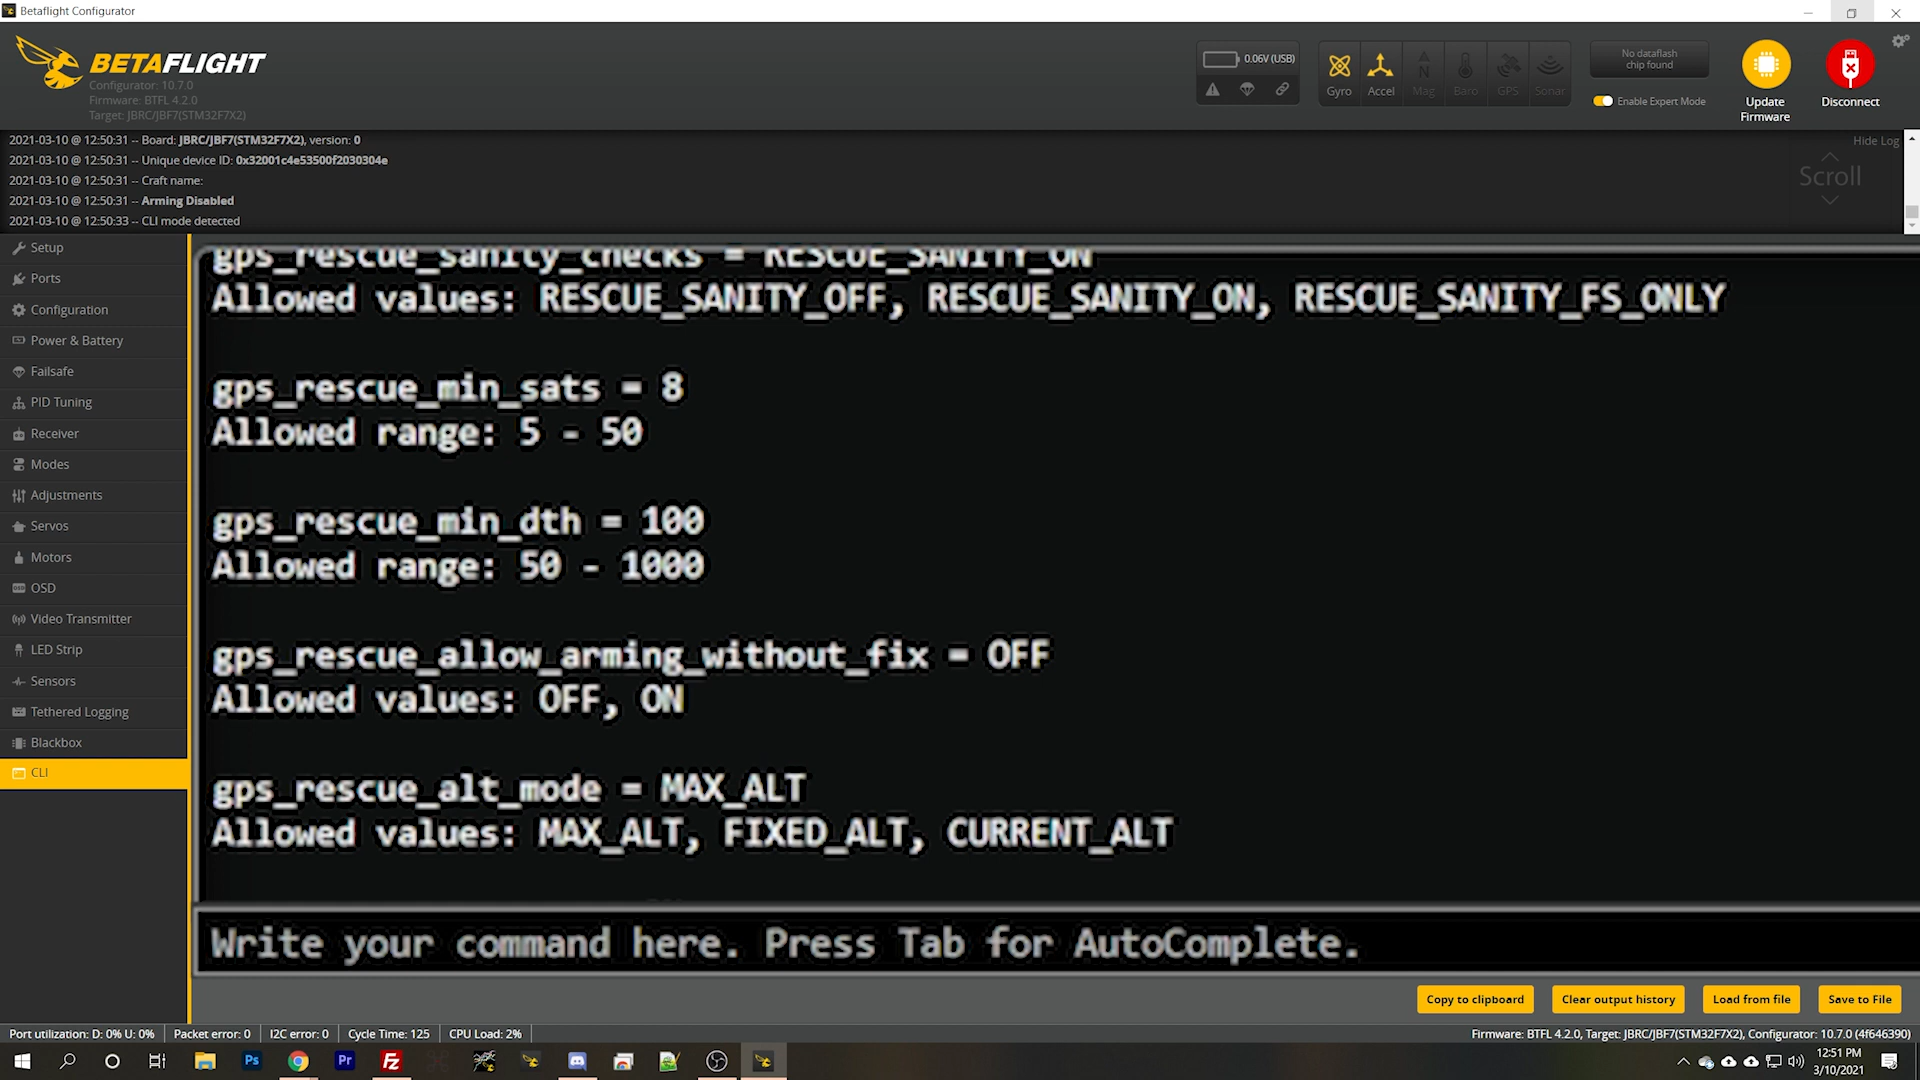 Betaflight Configurator
BETAFLIGHT
Configurator: 10.7.0
Firmware: BTFL 4.2.0
Target: JBRC/JBF7(STM32F7X2)
0.06V (USB)
Gyro
Accel
Mag
Baro
GPS
Sonar
No dataflash
chip found
Enable Expert Mode
Update
Firmware
Disconnect
2021-03-10 @ 12:50:31 -- Board: JBRC/JBF7(STM32F7X2), version: 0
2021-03-10 @ 12:50:31 -- Unique device ID: 0x32001c4e53500f2030304e
2021-03-10 @ 12:50:31 -- Craft name:
2021-03-10 @ 12:50:31 -- Arming Disabled
2021-03-10 @ 12:50:33 -- CLI mode detected
Hide Log
Scroll
Setup
Ports
Configuration
Power & Battery
Failsafe
PID Tuning
Receiver
Modes
Adjustments
Servos
Motors
OSD
Video Transmitter
LED Strip
Sensors
Tethered Logging
Blackbox
CLI
gps_rescue_sanity_checks = RESCUE_SANITY_ON
Allowed values: RESCUE_SANITY_OFF, RESCUE_SANITY_ON, RESCUE_SANITY_FS_ONLY
gps_rescue_min_sats = 8
Allowed range: 5 - 50
gps_rescue_min_dth = 100
Allowed range: 50 - 1000
gps_rescue_allow_arming_without_fix = OFF
Allowed values: OFF, ON
gps_rescue_alt_mode = MAX_ALT
Allowed values: MAX_ALT, FIXED_ALT, CURRENT_ALT
Write your command here. Press Tab for AutoComplete.
Copy to clipboard
Clear output history
Load from file
Save to File
Port utilization: D: 0% U: 0%
Packet error: 0
I2C error: 0
Cycle Time: 125
CPU Load: 2%
Firmware: BTFL 4.2.0, Target: JBRC/JBF7(STM32F7X2), Configurator: 10.7.0 (4f646390)
Ps
Pr
FZ
12:51 PM
3/10/2021